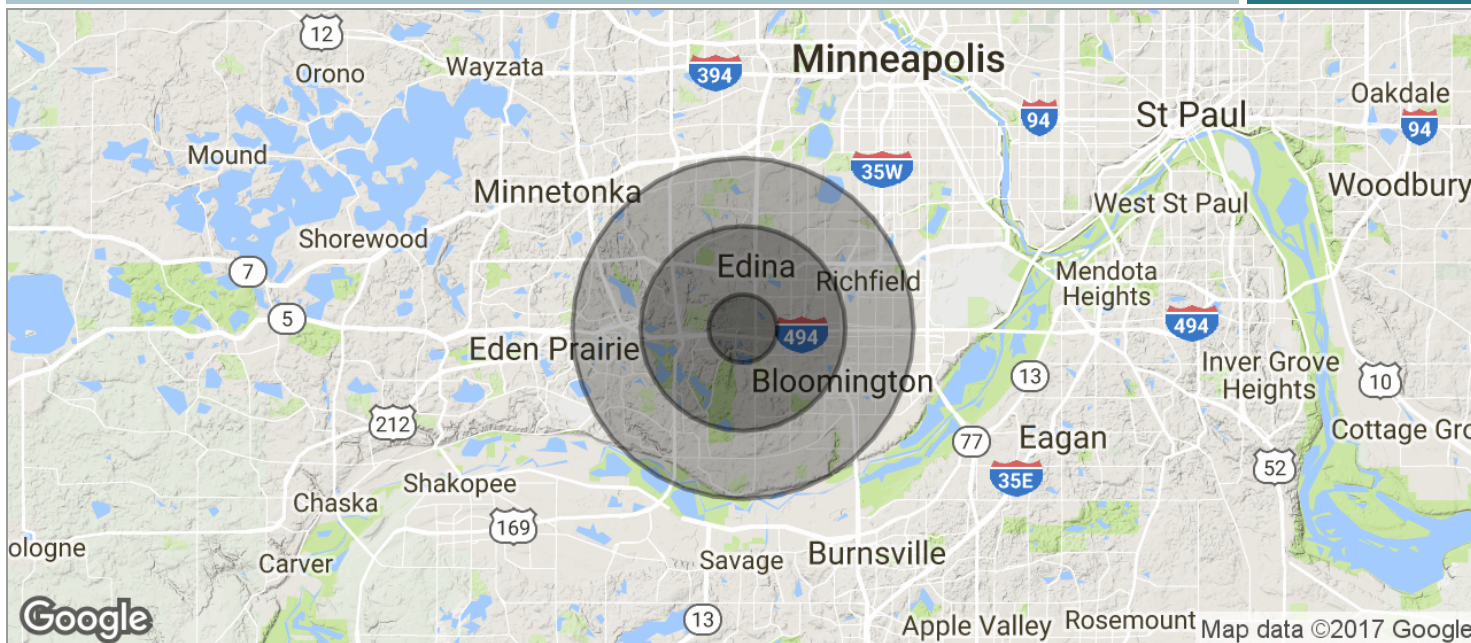 12
Orono
Wayzata
394
Minneapolis
94
St Paul
Oakdale
94
Mound
Minnetonka
35W
Woodbury
West St Paul
Shorewood
7
Edina
Richfield
Mendota
Heights
5
494
494
Eden Prairie
Bloomington
13
Inver Grove
Heights
10
212
77
Eagan
Cottage Gro
52
35E
Shakopee
Chaska
169
ologne
Carver
Savage
Burnsville
Google
13
Apple Valley
Rosemount
Map data ©2017 Google